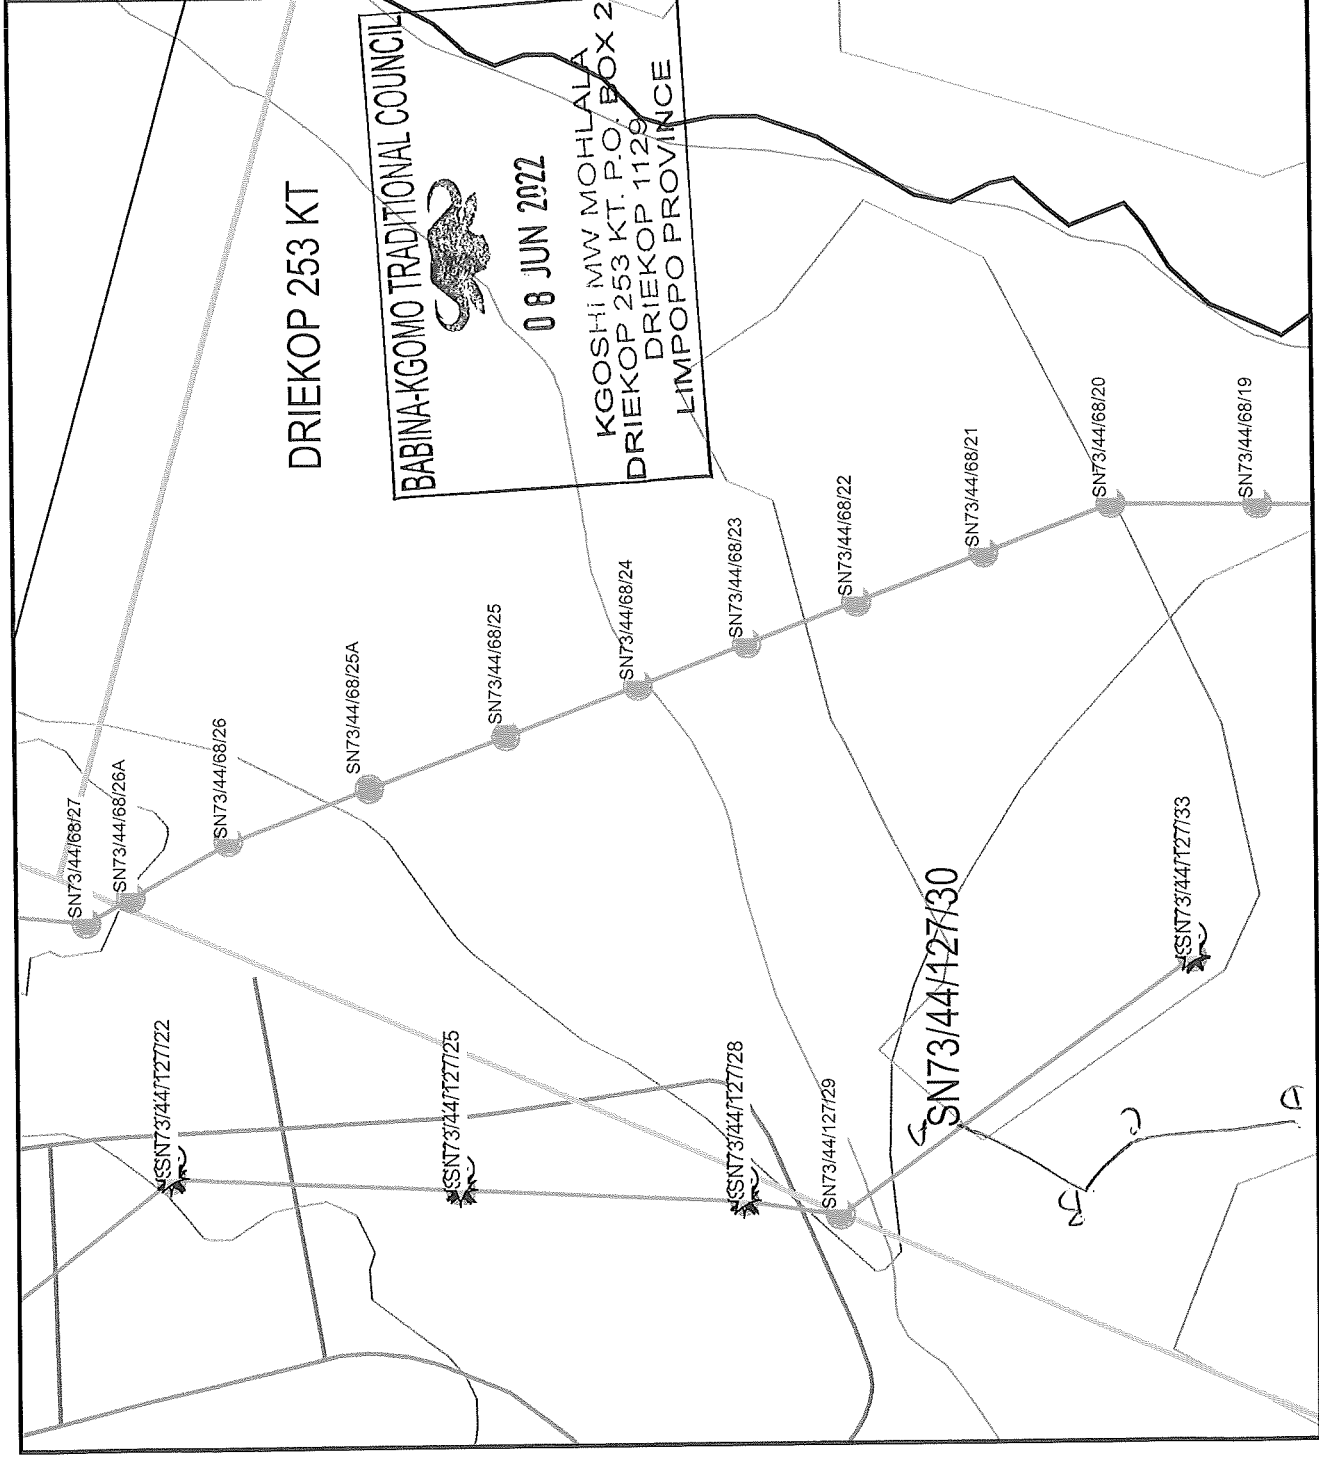 DRIEKOP 253 KT
BABINA-KGOMO TRADITIONAL COUNCIL
08 JUN 2022
KGOSHI MW MOHLALA
DRIEKOP 253 KT. P.O. BOX 2
DRIEKOP 1129
LIMPOPO PROVINCE
SN73/44/68/27
SN73/44/68/26A
SN73/44/68/26
SN73/44/68/25A
SN73/44/68/25
SN73/44/68/24
SN73/44/68/23
SN73/44/68/22
SN73/44/68/21
SN73/44/68/20
SN73/44/68/19
SN73/44/127/22
SN73/44/127/25
SN73/44/127/28
SN73/44/127/29
SN73/44/127/30
SN73/44/127/33
B
C
D